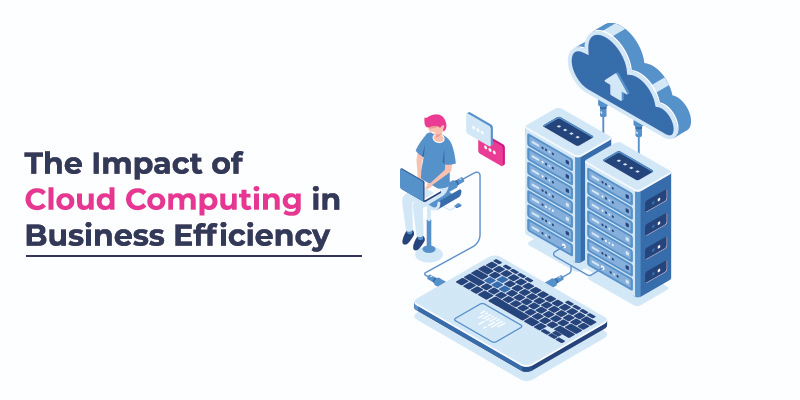 The Impact of
Cloud Computing in
Business Efficiency